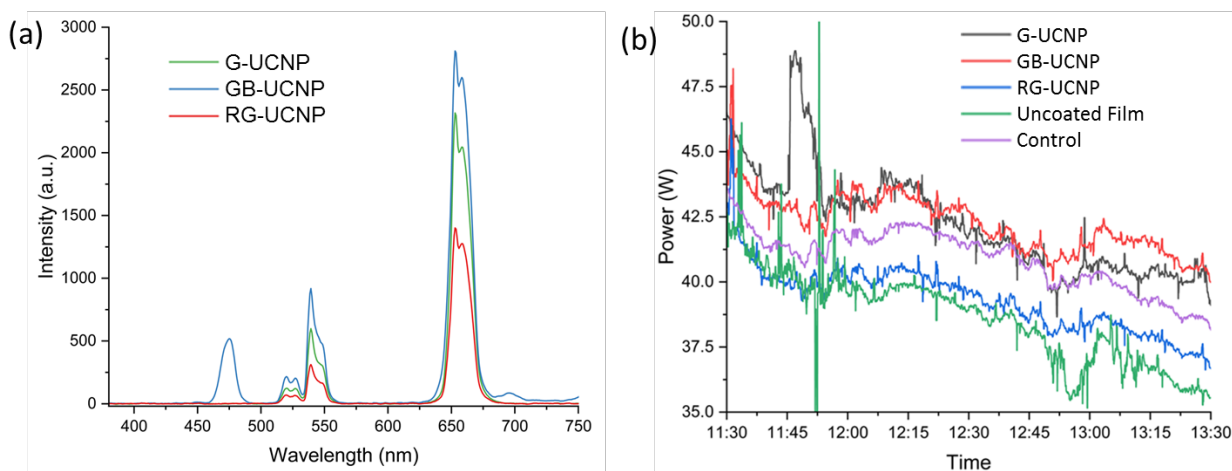 (a)
3000
2500
2000
1500
1000
500
0
Intensity (a.u.)
G-UCNP
GB-UCNP
RG-UCNP
400 450 500 550 600 650 700 750
Wavelength (nm)
(b)
50.0
47.5
45.0
42.5
40.0
37.5
35.0
Power (W)
G-UCNP
GB-UCNP
RG-UCNP
Uncoated Film
Control
11:30 11:45 12:00 12:15 12:30 12:45 13:00 13:15 13:30
Time